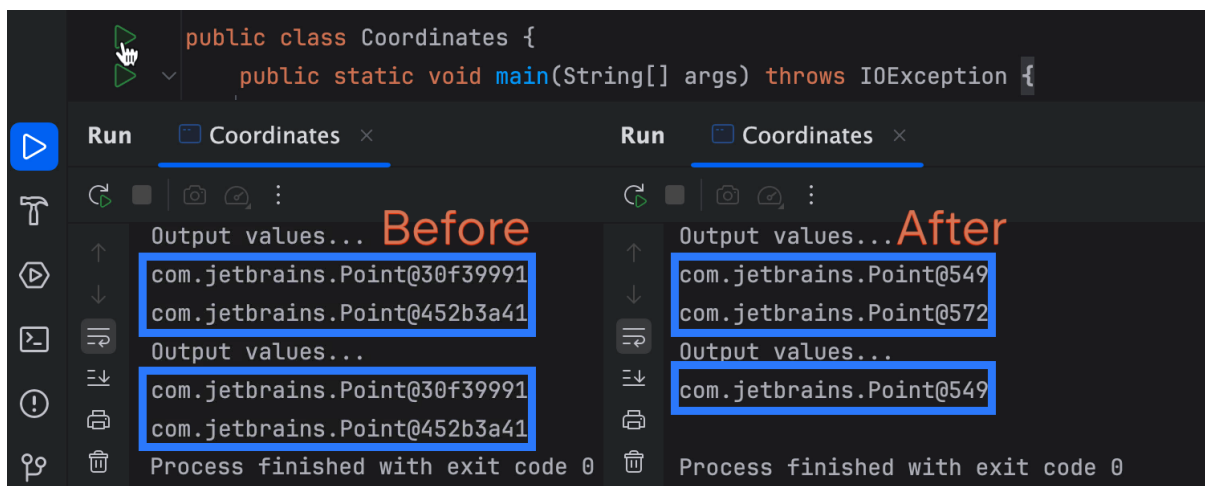 public class Coordinates {
public static void main(String[] args) throws IOException {
Run Coordinates
Before
Output values...
com.jetbrains.Point@30f39991
com.jetbrains.Point@452b3a41
Output values...
com.jetbrains.Point@30f39991
com.jetbrains.Point@452b3a41
Process finished with exit code 0
Run Coordinates
After
Output values...
com.jetbrains.Point@549
com.jetbrains.Point@572
Output values...
com.jetbrains.Point@549
Process finished with exit code 0